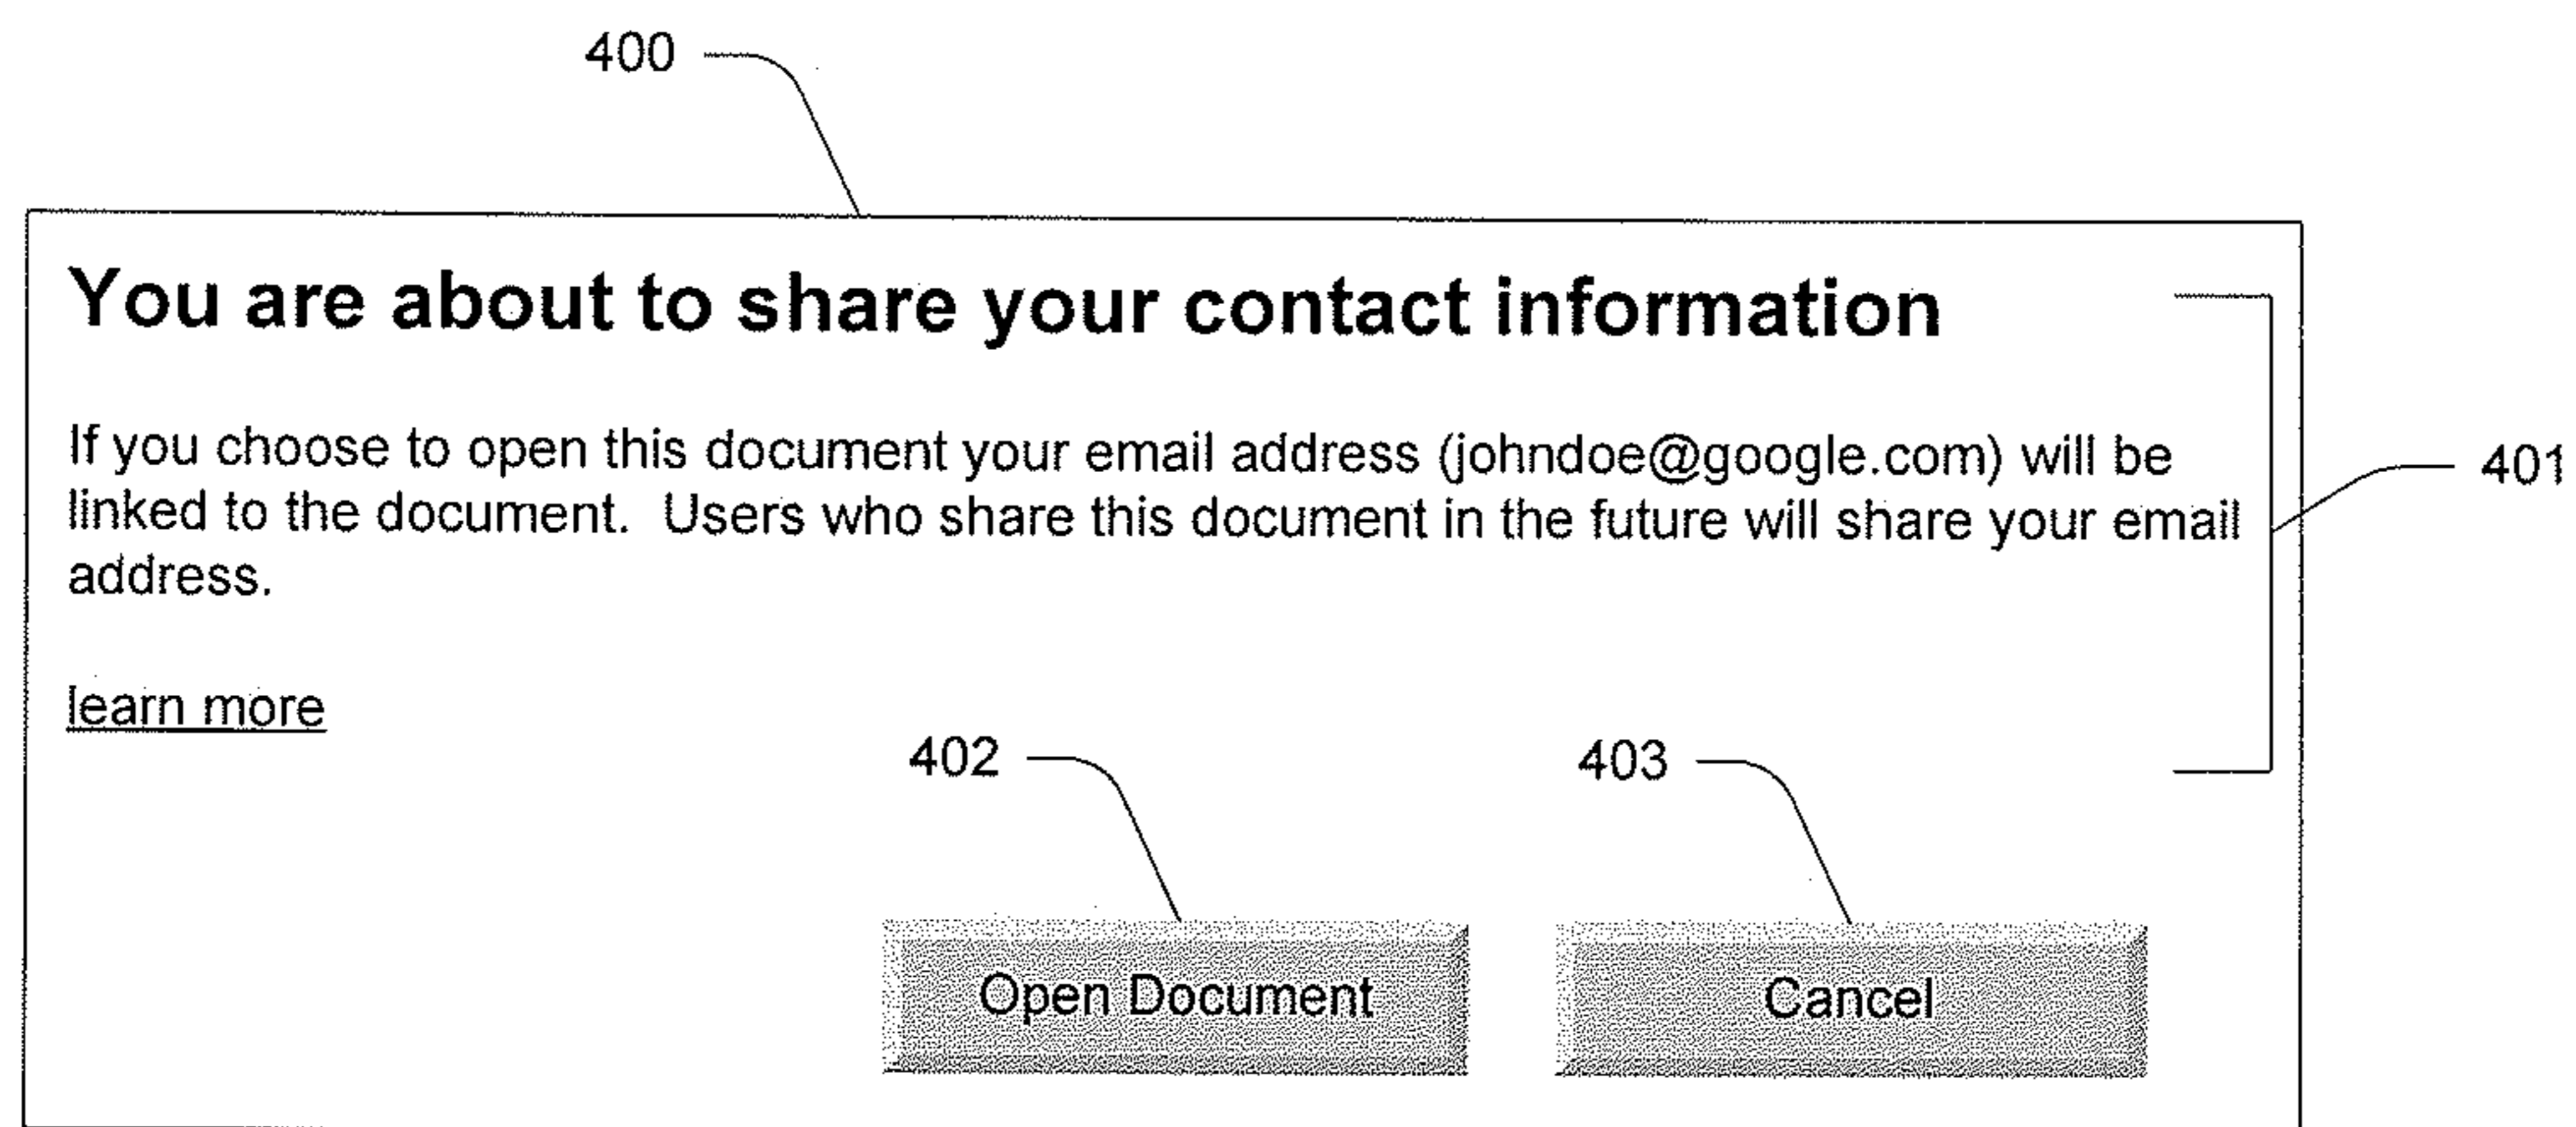 400
You are about to share your contact information
If you choose to open this document your email address (johndoe@google.com) will be
linked to the document.  Users who share this document in the future will share your email
address.
401
learn more
402
403
Open Document
Cancel